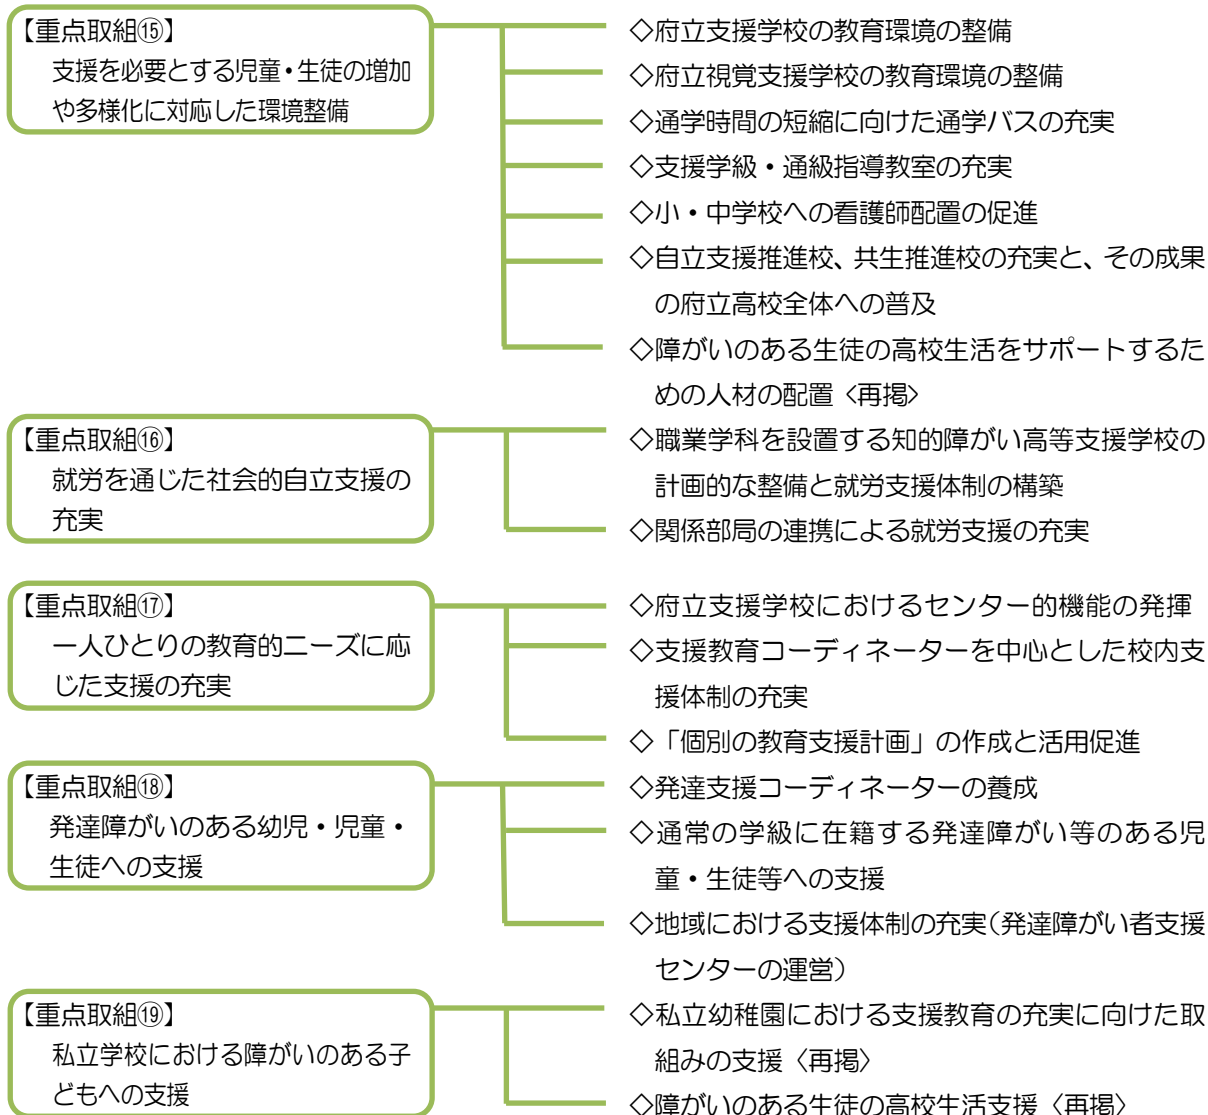 【重点取組⑮】
支援を必要とする児童・生徒の増加
や多様化に対応した環境整備
◇府立支援学校の教育環境の整備
◇府立視覚支援学校の教育環境の整備
◇通学時間の短縮に向けた通学バスの充実
◇支援学級・通級指導教室の充実
◇小・中学校への看護師配置の促進
◇自立支援推進校、共生推進校の充実と、その成果
の府立高校全体への普及
◇障がいのある生徒の高校生活をサポートするた
めの人材の配置〈再掲〉
【重点取組⑯】
就労を通じた社会的自立支援の
充実
◇職業学科を設置する知的障がい高等支援学校の
計画的な整備と就労支援体制の構築
◇関係部局の連携による就労支援の充実
【重点取組⑰】
一人ひとりの教育的ニーズに応
じた支援の充実
◇府立支援学校におけるセンター的機能の発揮
◇支援教育コーディネーターを中心とした校内支
援体制の充実
◇「個別の教育支援計画」の作成と活用促進
【重点取組⑱】
発達障がいのある幼児・児童・
生徒への支援
◇発達支援コーディネーターの養成
◇通常の学級に在籍する発達障がい等のある児
童・生徒等への支援
◇地域における支援体制の充実(発達障がい者支援
センターの運営)
【重点取組⑲】
私立学校における障がいのある子
どもへの支援
◇私立幼稚園における支援教育の充実に向けた取
組みの支援〈再掲〉
◇障がいのある生徒の高校生活支援〈再掲〉